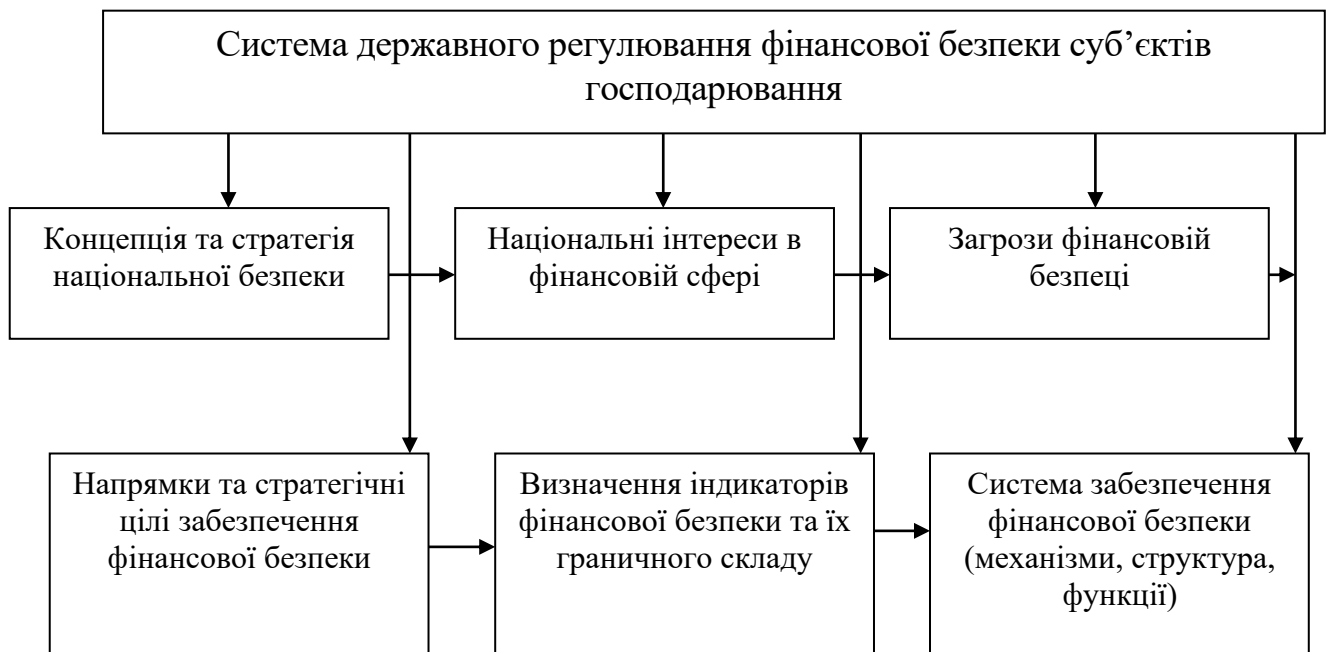 Система державного регулювання фінансової безпеки суб’єктів
господарювання
Концепція та стратегія
національної безпеки
Національні інтереси в
фінансовій сфері
Загрози фінансовій
безпеці
Напрямки та стратегічні
цілі забезпечення
фінансової безпеки
Визначення індикаторів
фінансової безпеки та їх
граничного складу
Система забезпечення
фінансової безпеки
(механізми, структура,
функції)